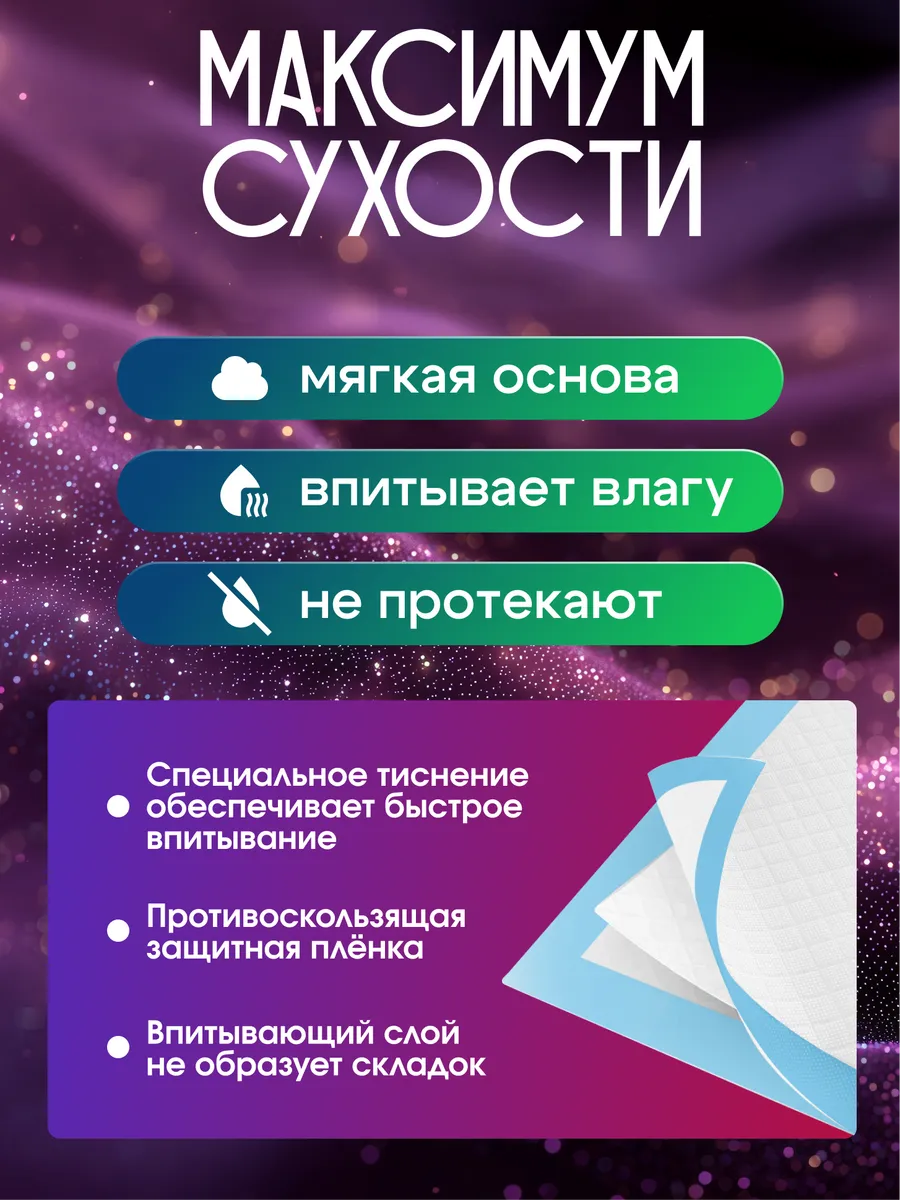 МАКСИМУМ
СУХОСТИ
мягкая основа
впитывает влагу
не протекают
Специальное тиснение
обеспечивает быстрое
впитывание
Противоскользящая
защитная плёнка
Впитывающий слой
не образует складок